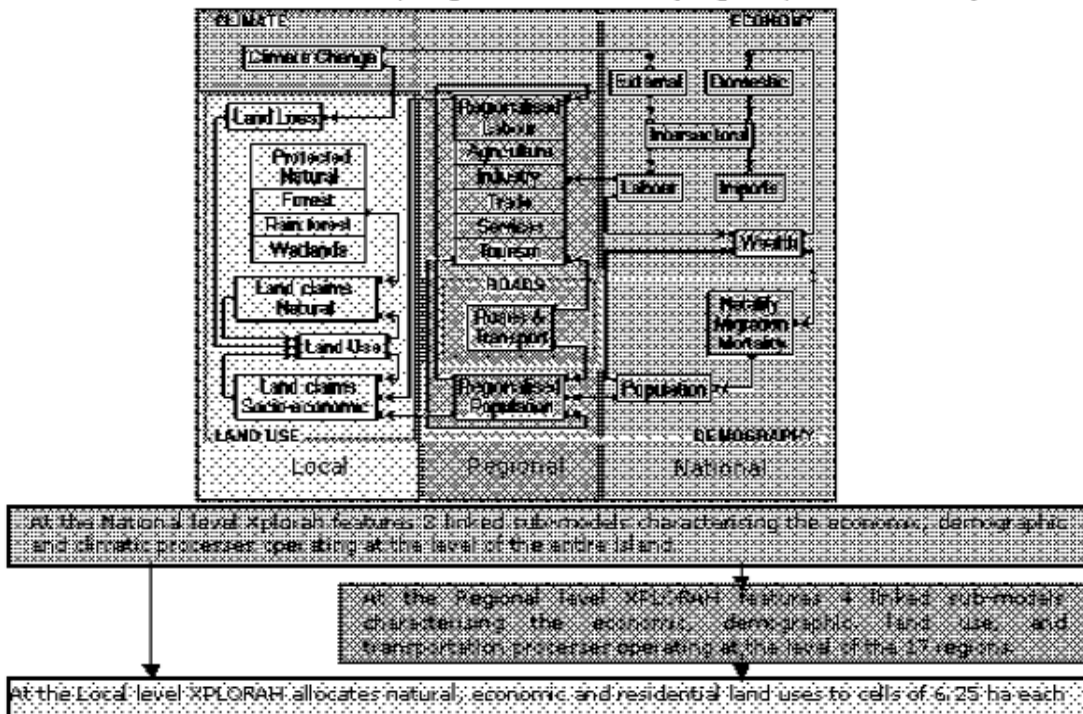 CLIMATE
ECONOMY
Climate Change
External
Domestic
Land Loss
Regionalised
Labour
Intersectoral
Protected
Natural
Agriculture
Industry
Labour
Imports
Forest
Trade
Rain forest
Services
Wetlands
Tourism
Wealth
ROADS
Land claims
Natural
Roads &
Transport
Natality
Migration
Mortality
Land Use
Land claims
Socio-economic
Regionalised
Population
Population
LAND USE
DEMOGRAPHY
Local
Regional
National
At the National level Xplorah features 3 linked sub-models characterising the economic, demographic
and climatic processes operating at the level of the entire island
At the Regional level XPLORAH features 4 linked sub-models
characterising the economic, demographic, land use, and
transportation processes operating at the level of the 17 regions
At the Local level XPLORAH allocates natural, economic and residential land uses to cells of 6.25 ha each